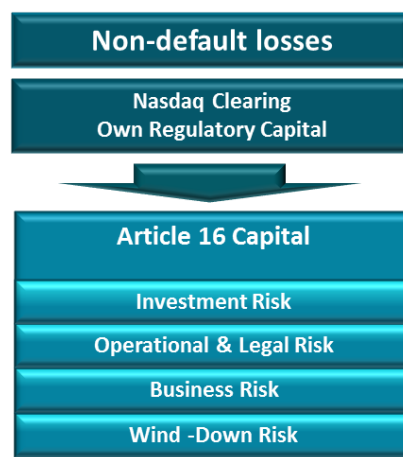 Non-default losses
Nasdaq Clearing
Own Regulatory Capital
Article 16 Capital
Investment Risk
Operational & Legal Risk
Business Risk
Wind -Down Risk